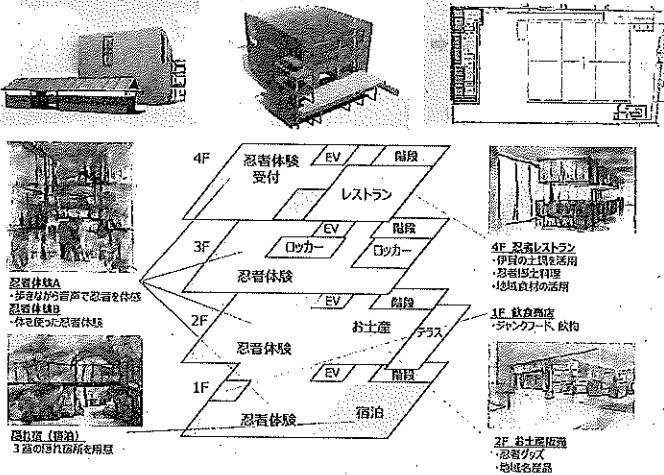 4F
忍者体験
受付
EV
階段
レストラン
3F
EV
階段
ロッカー
ロッカー
忍者体験
2F
EV
階段
お土産
テラス
忍者体験
1F
EV
階段
忍者体験
宿泊
忍者体験A
・歩きながら音声で忍者を体感
忍者体験B
・体を使った忍者体験
隠れ宿（宿泊）
3室の隠れ宿所を用意
4F 忍者レストラン
・伊賀の土鍋を活用
・忍者郷土料理
・地域食材の活用
1F 飲食商店
・ジャンクフード、飲物
2F お土産販売
・忍者グッズ
・地域名産品